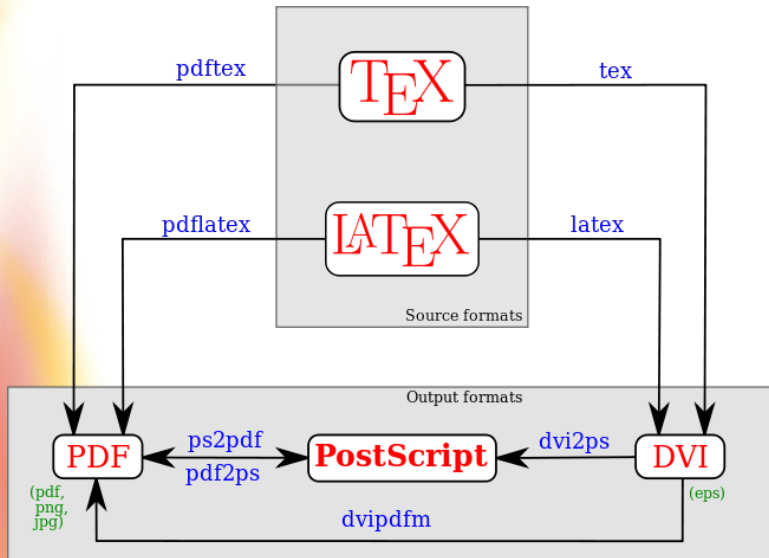 pdftex
TEX
tex
pdflatex
LATEX
latex
Source formats
Output formats
PDF
ps2pdf
pdf2ps
PostScript
dvi2ps
DVI
(pdf,
png,
jpg)
(eps)
dvipdfm